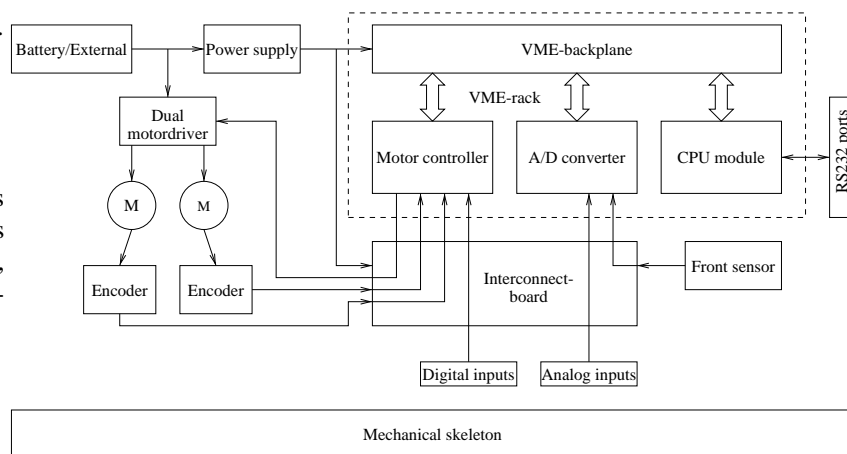 .
Battery/External
Power supply
VME-backplane
VME-rack
Dual
motordriver
Motor controller
A/D converter
CPU module
RS232 ports
M
M
s
s
,
-
Encoder
Encoder
Interconnect-
board
Front sensor
Digital inputs
Analog inputs
Mechanical skeleton